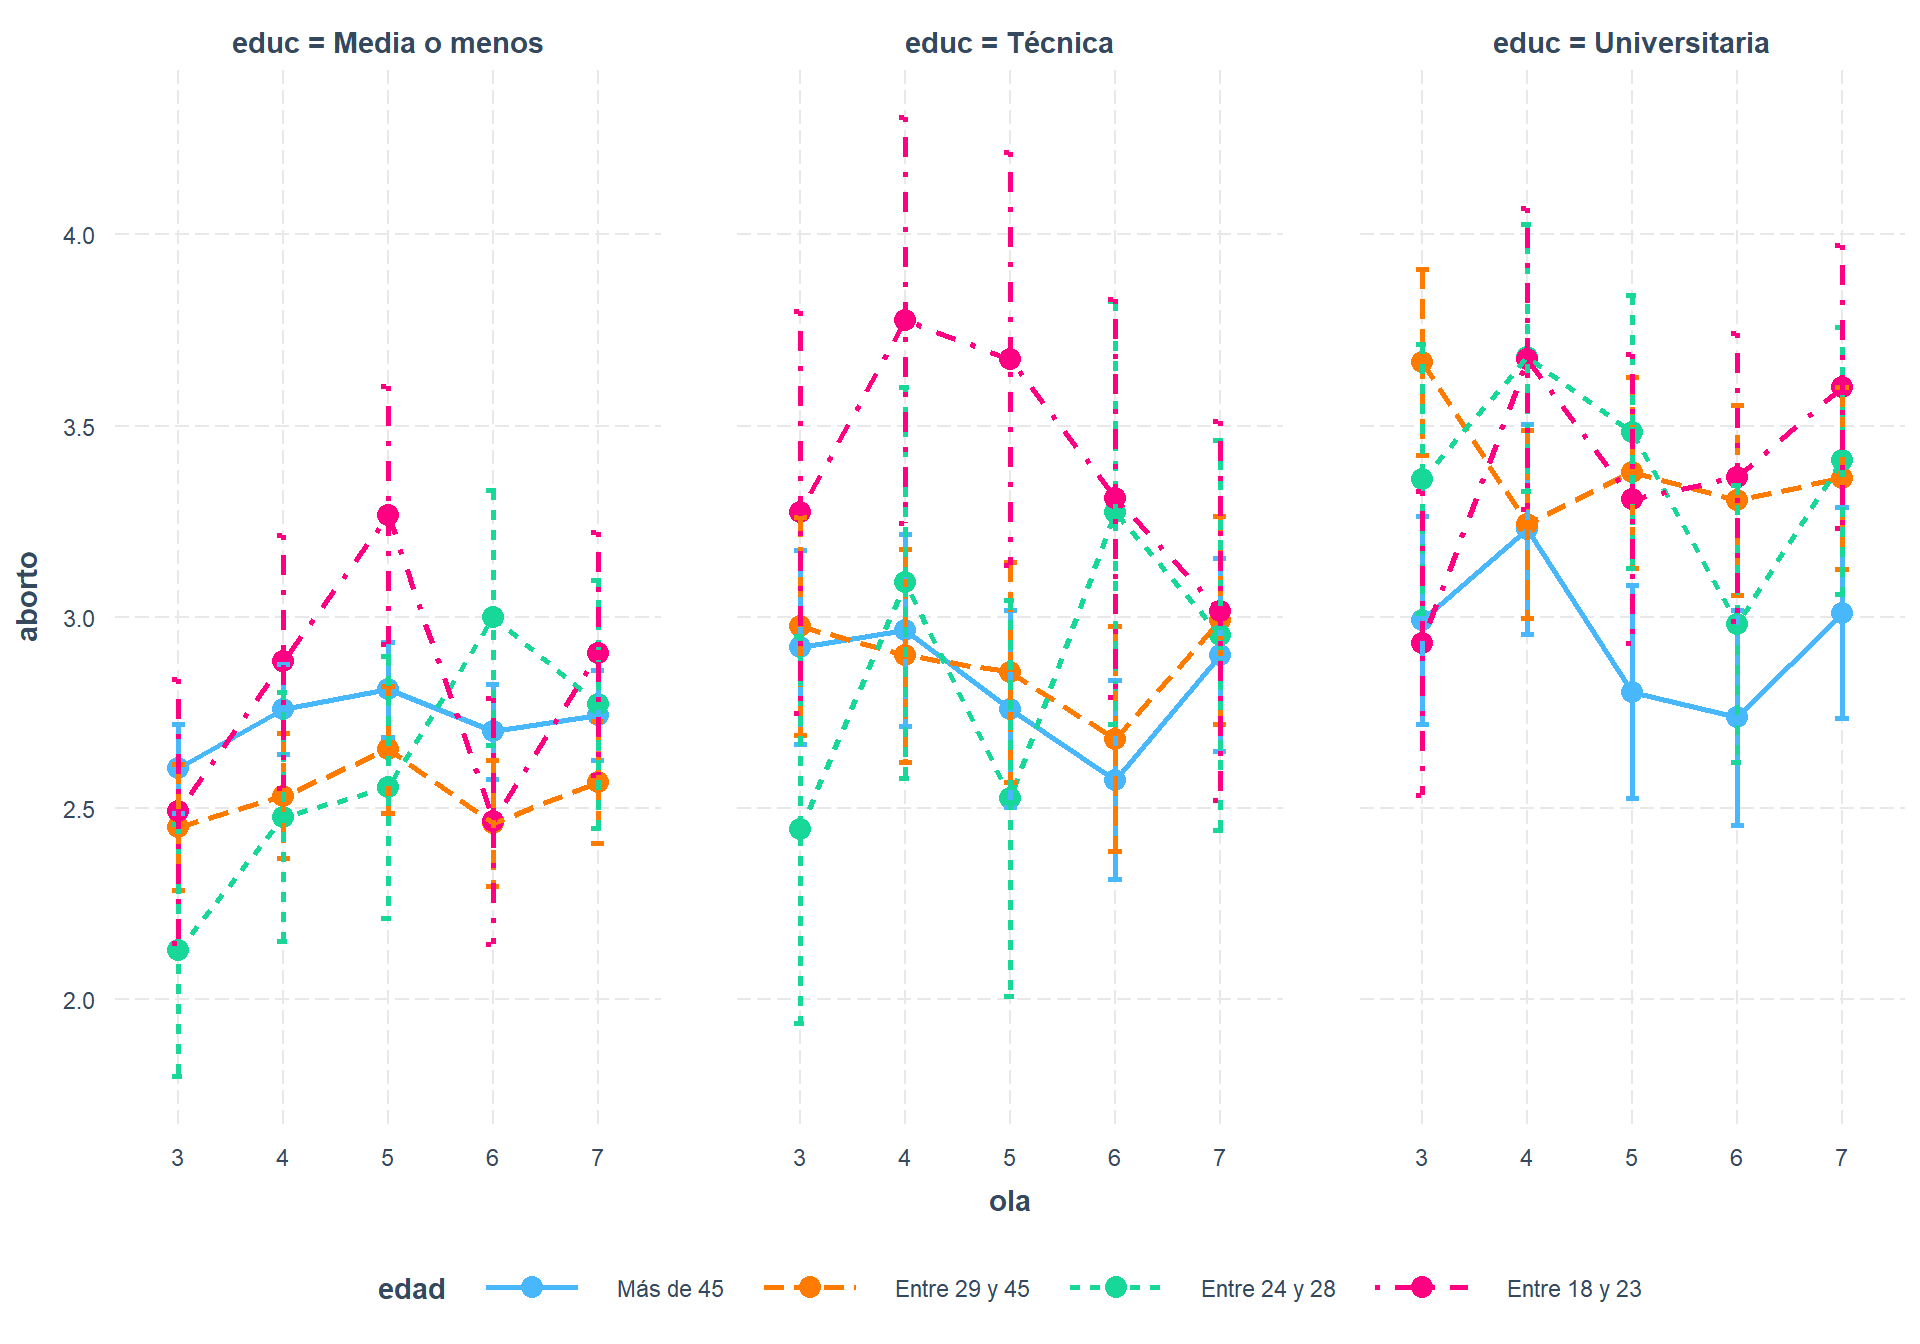 educ = Media o menos
educ = Técnica
educ = Universitaria
aborto
4.0
3.5
3.0
2.5
2.0
3 4 5 6 7
3 4 5 6 7
3 4 5 6 7
ola
edad Más de 45 Entre 29 y 45 Entre 24 y 28 Entre 18 y 23